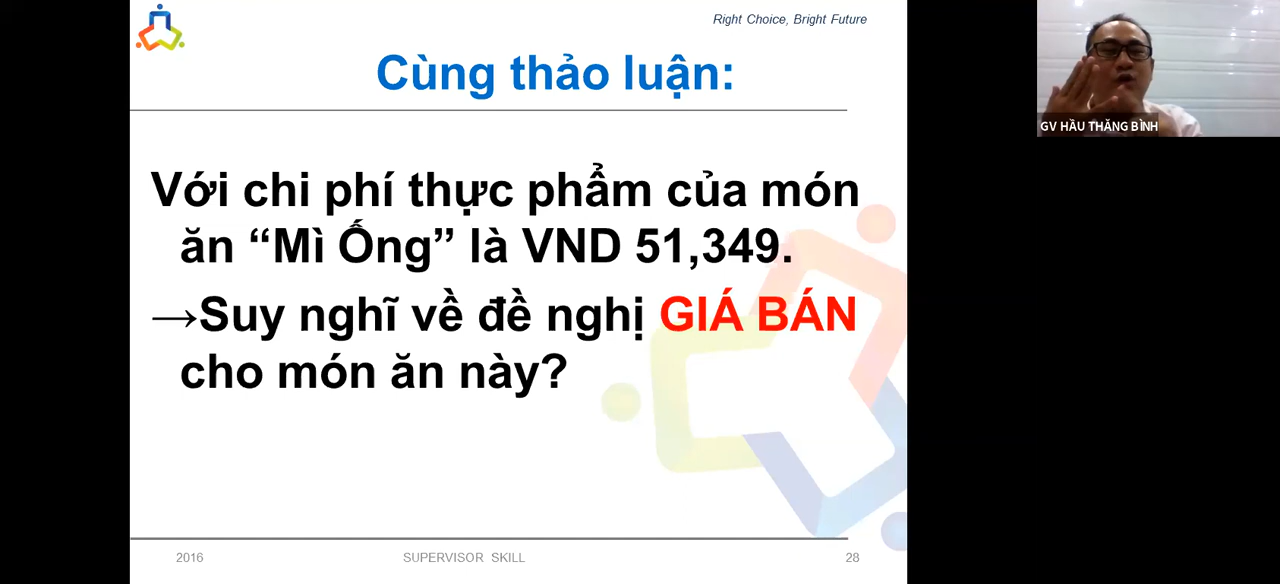 Right Choice, Bright Future
GV HẦU THĂNG BÌNH
Cùng thảo luận:
Với chi phí thực phẩm của món
ăn “Mì Ống” là VND 51,349.
→Suy nghĩ về đề nghị GIÁ BÁN
cho món ăn này?
2016 SUPERVISOR SKILL 28